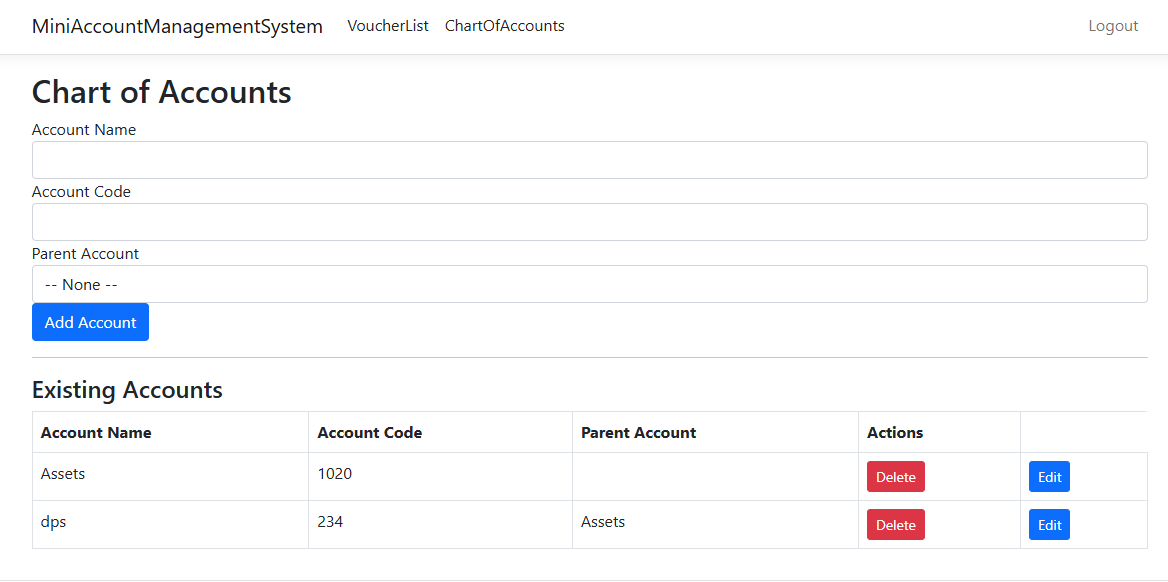 MiniAccountManagementSystem VoucherList ChartOfAccounts Logout
Chart of Accounts
Account Name
Account Code
Parent Account
-- None --
Add Account
Existing Accounts
Account Name Account Code Parent Account Actions
Assets 1020 Delete Edit
dps 234 Assets Delete Edit